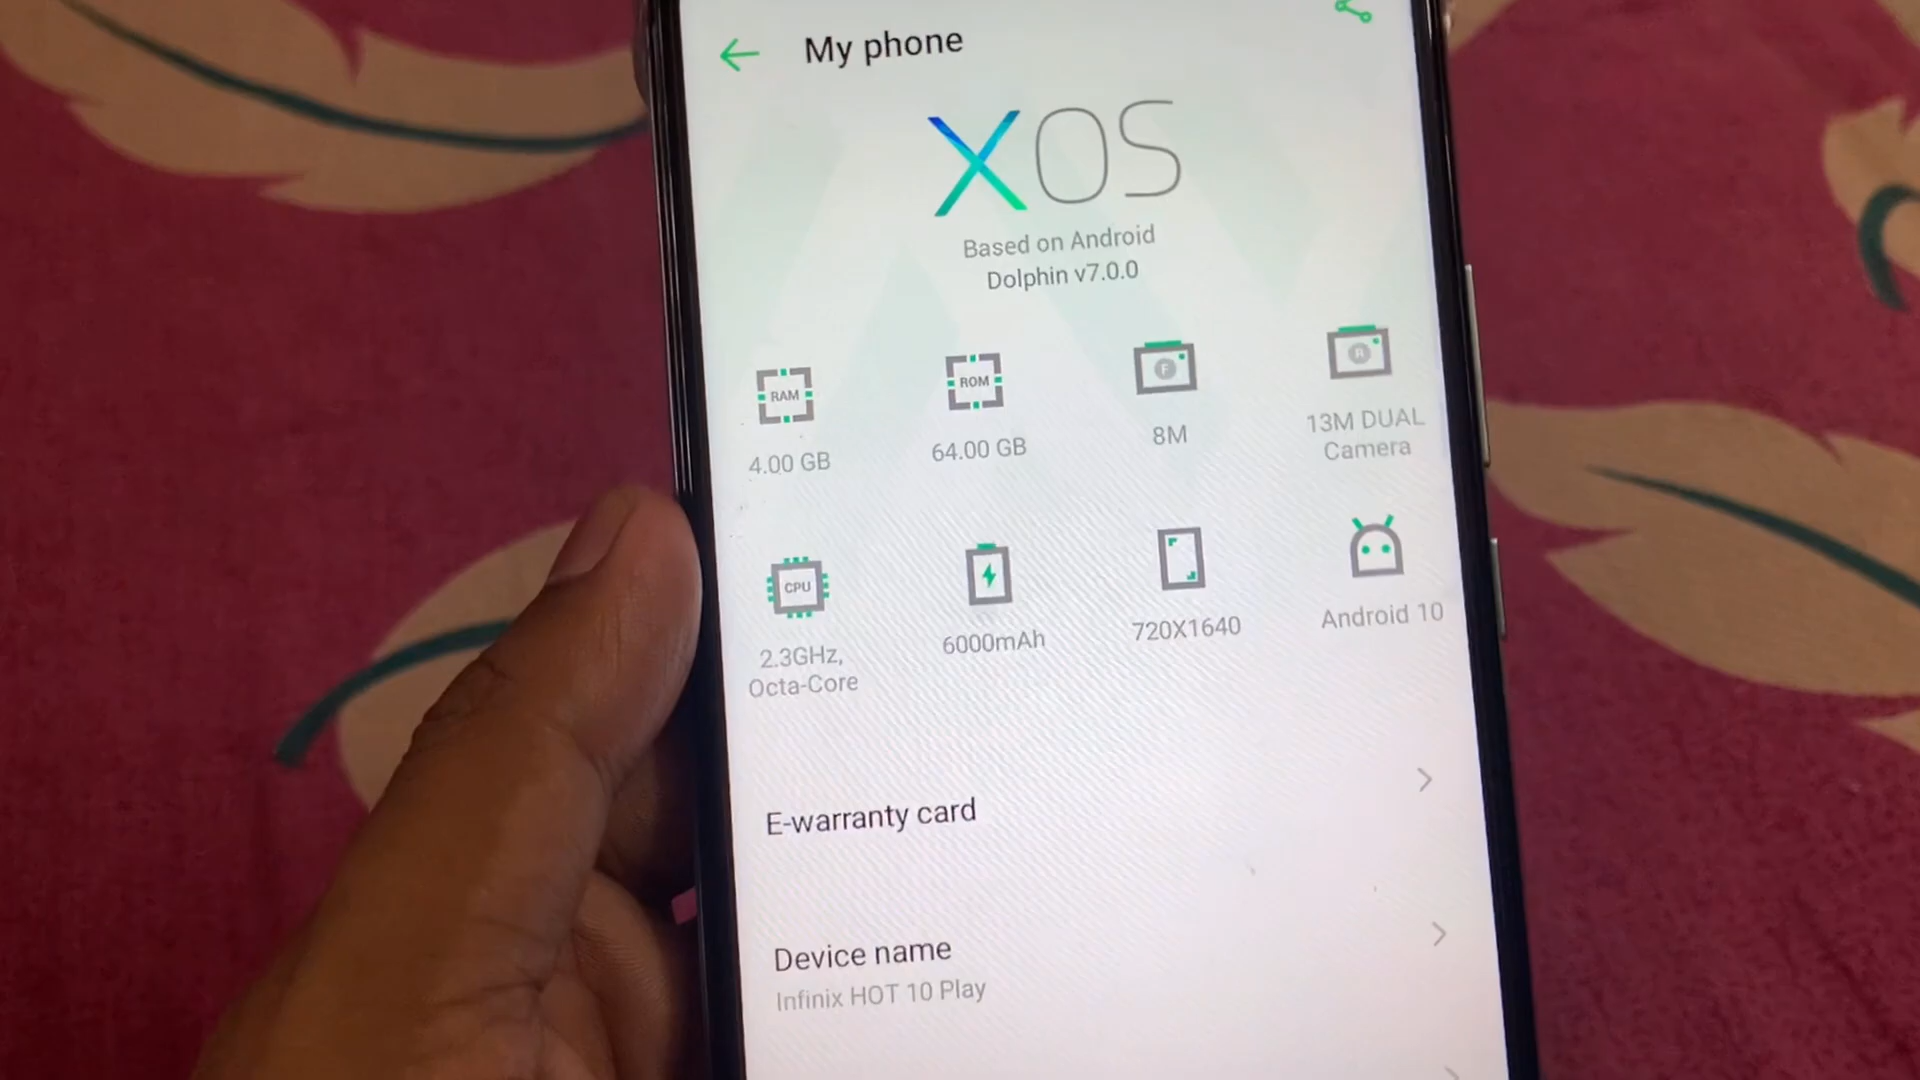 My phone
XOS
Based on Android
Dolphin v7.0.0
RAM
ROM
F
R
4.00 GB
64.00 GB
8M
13M DUAL
Camera
CPU
2.3GHz,
Octa-Core
6000mAh
720X1640
Android 10
E-warranty card
Device name
Infinix HOT 10 Play